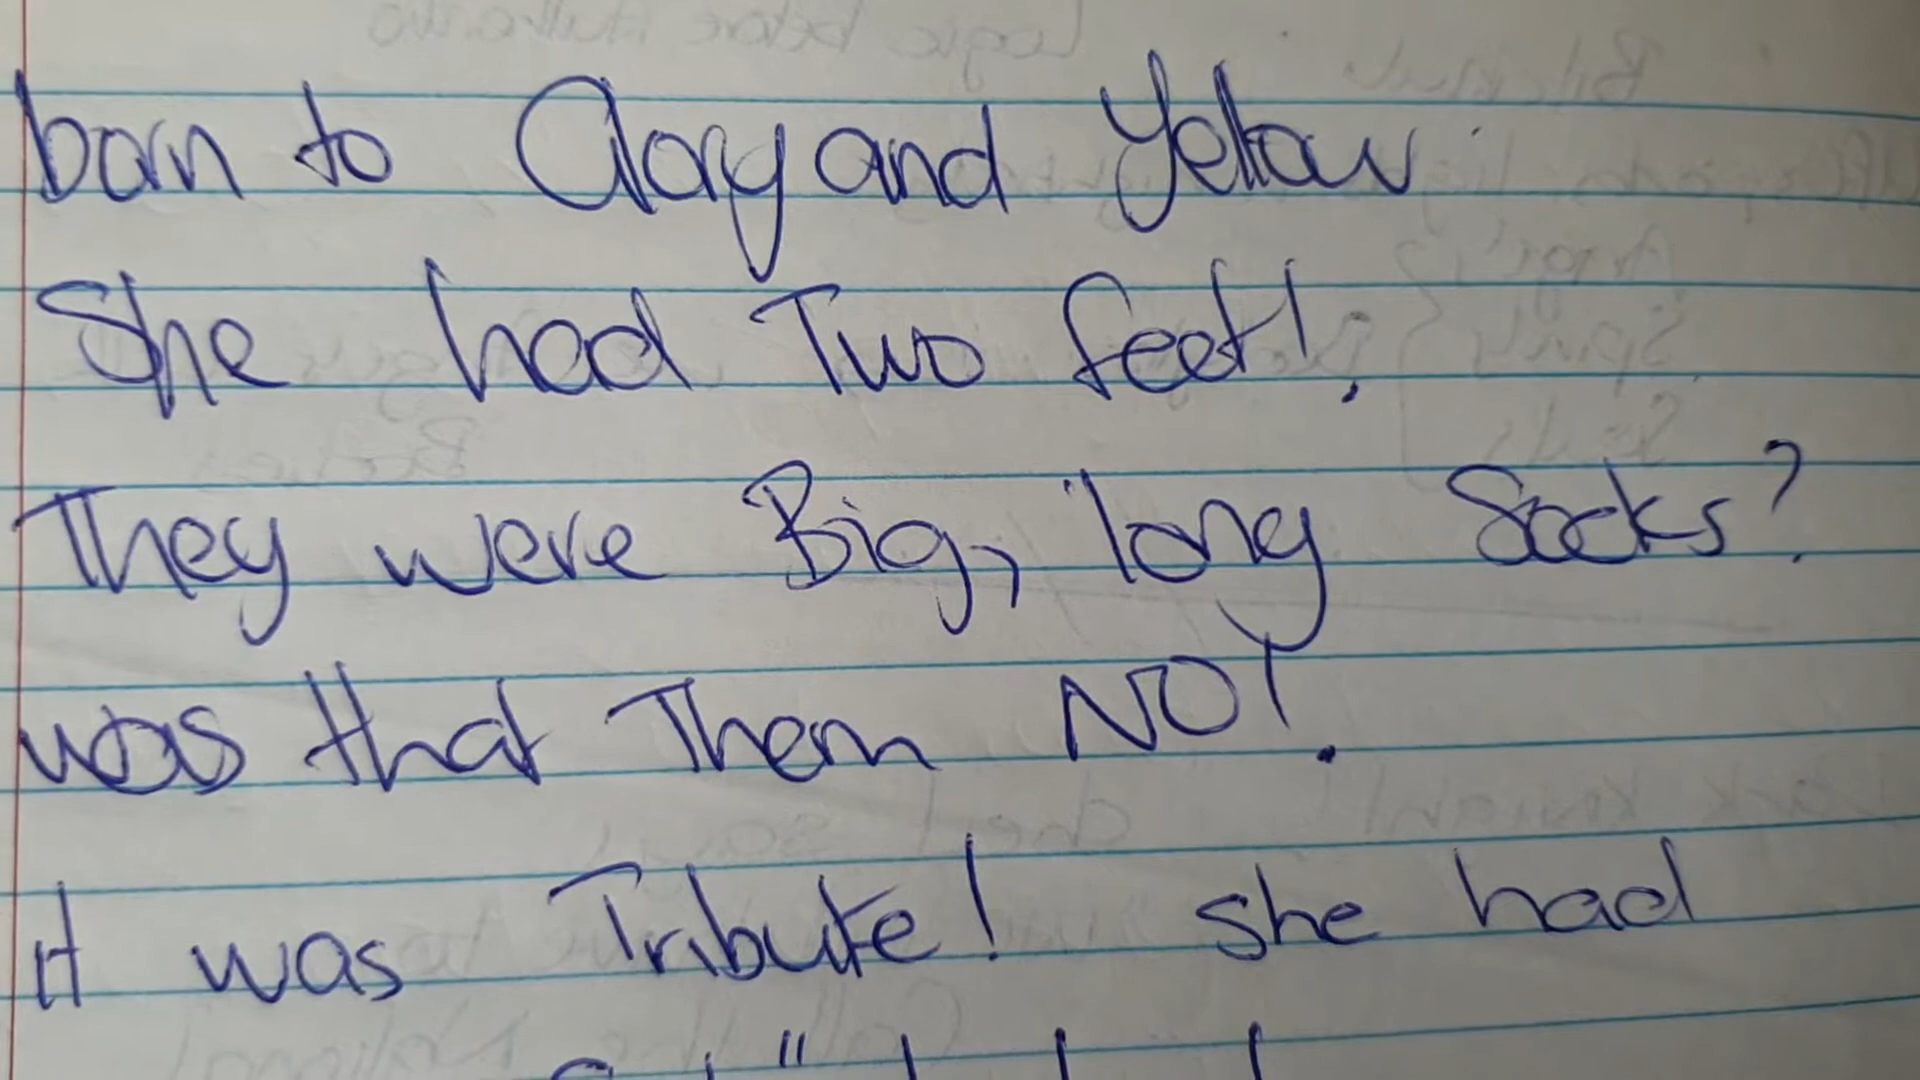 born to Glory and Yellow
She had Two feet!
They were Big, long Socks?
was that Them NO!
it was Tribute! she had